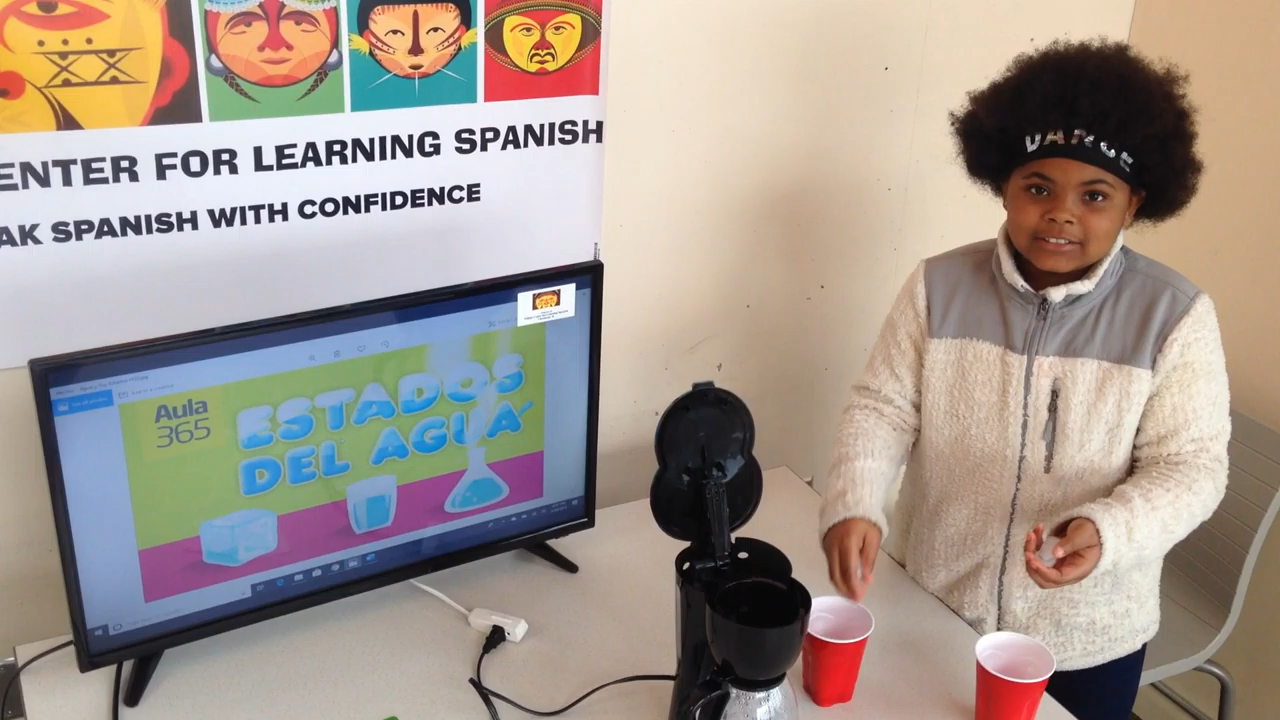 ENTER FOR LEARNING SPANISH
AK SPANISH WITH CONFIDENCE
DANCE
Aula
365
ESTADOS
DEL AGUA